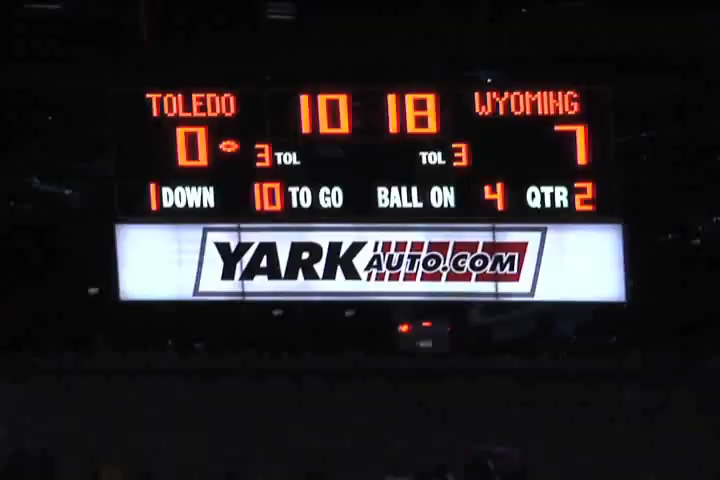 TOLEDO 10 18 WYOMING
0 3 TOL TOL 3 7
1 DOWN 10 TO GO BALL ON 4 QTR 2
YARK AUTO.COM